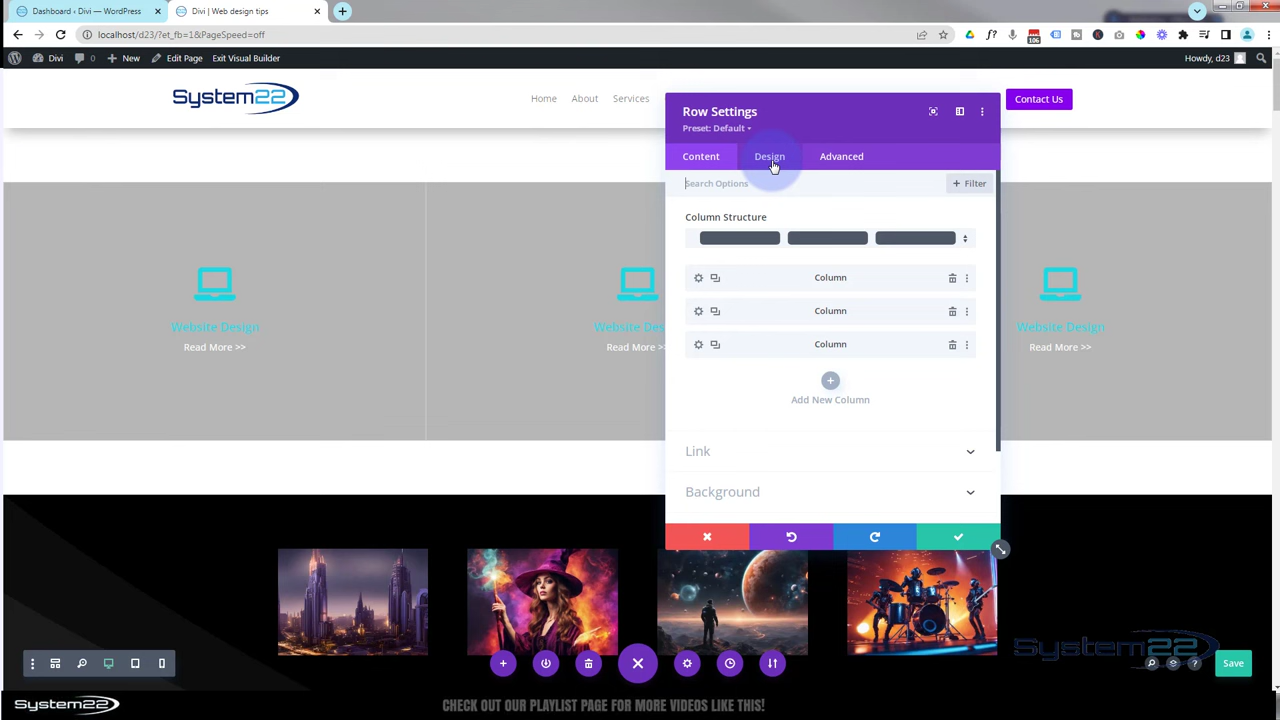 Dashboard ‹ Divi — WordPress
Divi | Web design tips
localhost/d23/?et_fb=1&PageSpeed=off
106
Divi
0
New
Edit Page
Exit Visual Builder
Howdy, d23
System22
Home
About
Services
Contact Us
Row Settings
Preset: Default
Content
Design
Advanced
Search Options
+ Filter
Column Structure
Column
Column
Column
Add New Column
Link
Background
Website Design
Read More >>
Website Des
Read More >>
Website Design
Read More >>
System22
Save
System22
CHECK OUT OUR PLAYLIST PAGE FOR MORE VIDEOS LIKE THIS!